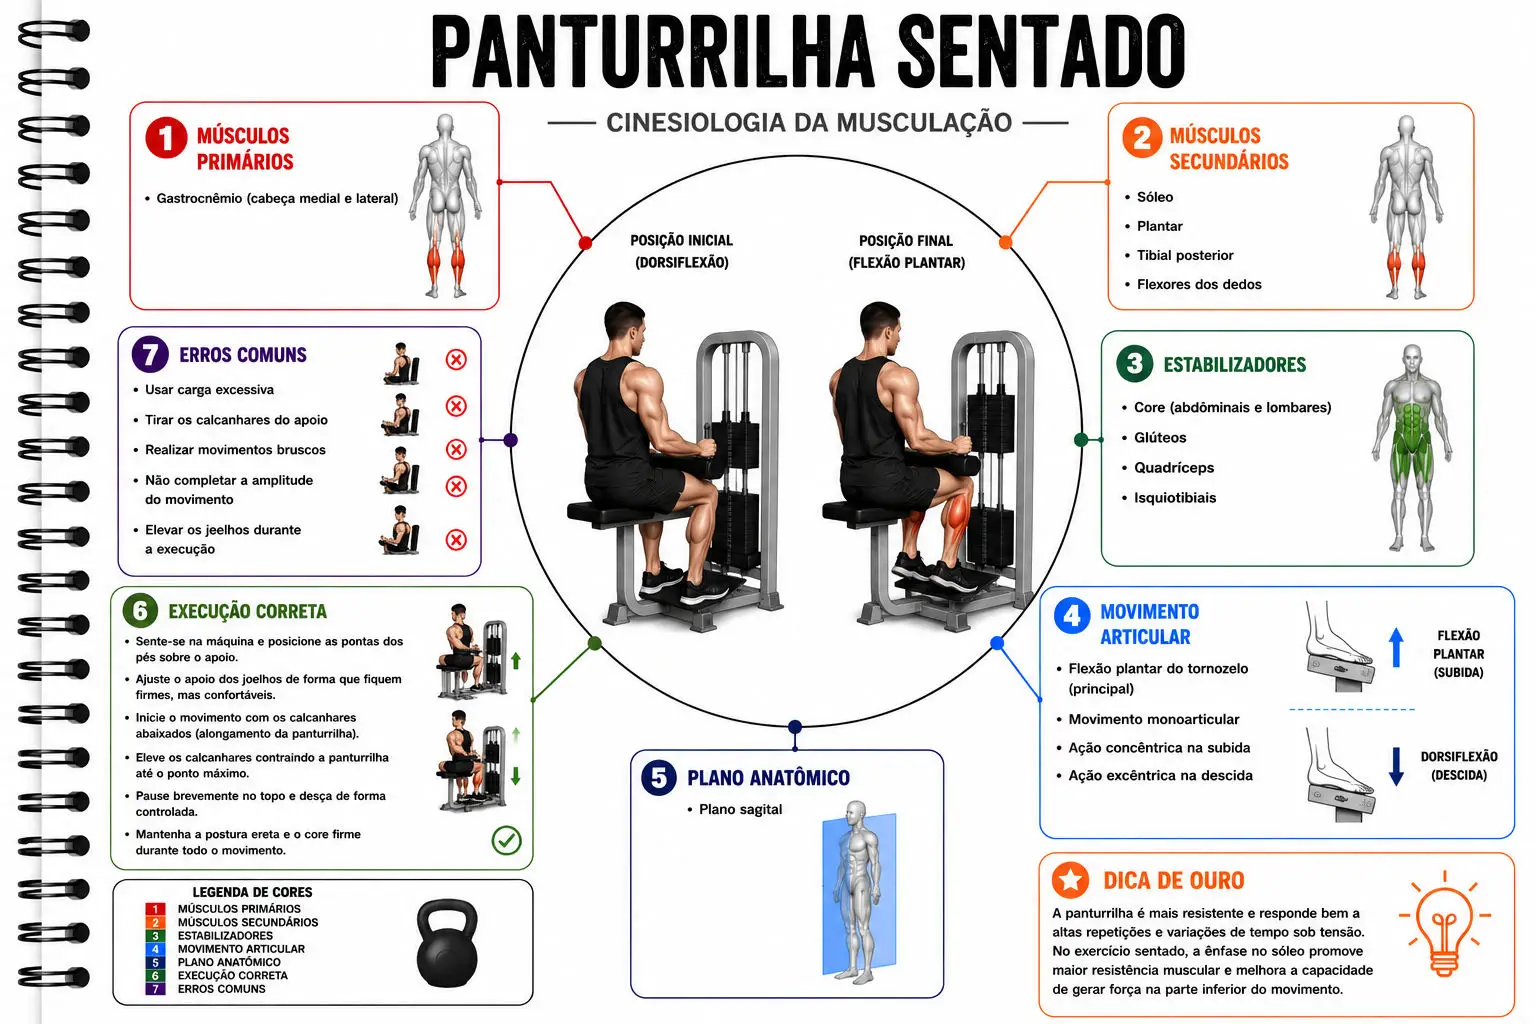 PANTURRILHA SENTADO
CINESIOLOGIA DA MUSCULAÇÃO
1 MÚSCULOS
PRIMÁRIOS
• Gastrocnêmio (cabeça medial e lateral)
2 MÚSCULOS
SECUNDÁRIOS
• Sóleo
• Plantar
• Tibial posterior
• Flexores dos dedos
POSIÇÃO INICIAL
(DORSIFLEXÃO)
POSIÇÃO FINAL
(FLEXÃO PLANTAR)
3 ESTABILIZADORES
• Core (abdôminais e lombares)
• Glúteos
• Quadríceps
• Isquiotibiais
4 MOVIMENTO
ARTICULAR
• Flexão plantar do tornozelo
(principal)
• Movimento monoarticular
• Ação concêntrica na subida
• Ação excêntrica na descida
FLEXÃO
PLANTAR
(SUBIDA)
DORSIFLEXÃO
(DESCIDA)
5 PLANO ANATÔMICO
• Plano sagital
6 EXECUÇÃO CORRETA
• Sente-se na máquina e posicione as pontas dos
pés sobre o apoio.
• Ajuste o apoio dos joelhos de forma que fiquem
firmes, mas confortáveis.
• Inicie o movimento com os calcanhares
abaixados (alongamento da panturrilha).
• Eleve os calcanhares contraindo a panturrilha
até o ponto máximo.
• Pause brevemente no topo e desça de forma
controlada.
• Mantenha a postura ereta e o core firme
durante todo o movimento.
7 ERROS COMUNS
• Usar carga excessiva
• Tirar os calcanhares do apoio
• Realizar movimentos bruscos
• Não completar a amplitude
do movimento
• Elevar os jeelhos durante
a execução
LEGENDA DE CORES
1 MÚSCULOS PRIMÁRIOS
2 MÚSCULOS SECUNDÁRIOS
3 ESTABILIZADORES
4 MOVIMENTO ARTICULAR
5 PLANO ANATÔMICO
6 EXECUÇÃO CORRETA
7 ERROS COMUNS
DICA DE OURO
A panturrilha é mais resistente e responde bem a
altas repetições e variações de tempo sob tensão.
No exercício sentado, a ênfase no sóleo promove
maior resistência muscular e melhora a capacidade
de gerar força na parte inferior do movimento.